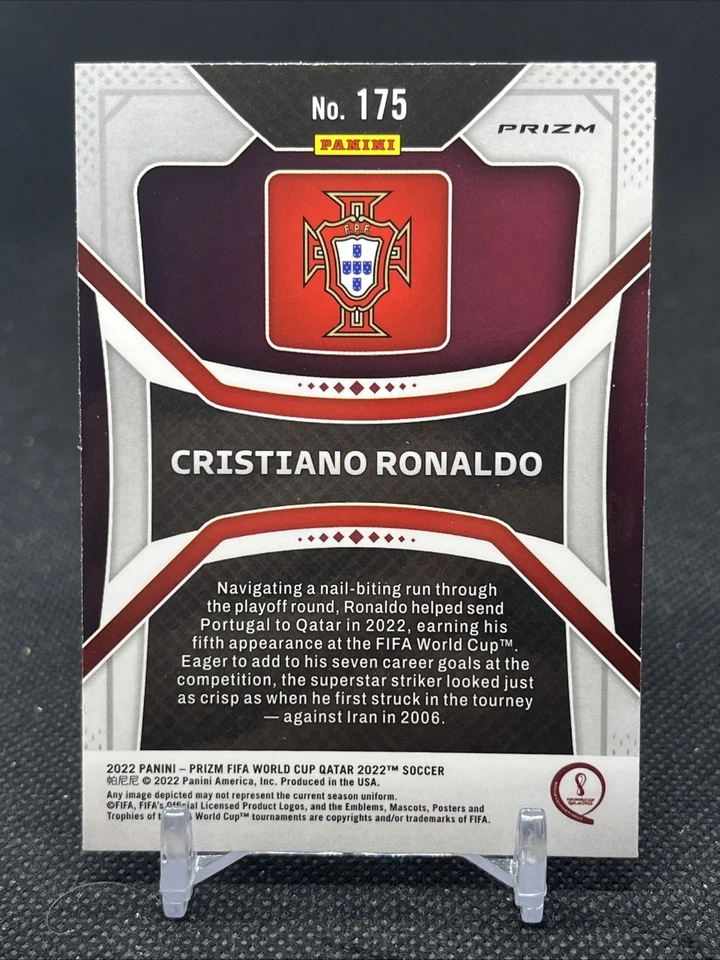 No. 175
PRIZM
PANINI
F.P.F.
CRISTIANO RONALDO
Navigating a nail-biting run through
the playoff round, Ronaldo helped send
Portugal to Qatar in 2022, earning his
fifth appearance at the FIFA World Cup™.
Eager to add to his seven career goals at the
competition, the superstar striker looked just
as crisp as when he first struck in the tourney
— against Iran in 2006.
2022 PANINI – PRIZM FIFA WORLD CUP QATAR 2022™ SOCCER
帕尼尼 © 2022 Panini America, Inc. Produced in the USA.
Any image depicted may not represent the current season uniform.
©FIFA, FIFA's Official Licensed Product Logos, and the Emblems, Mascots, Posters and
Trophies of World Cup™ tournaments are copyrights and/or trademarks of FIFA.
FIFA WORLD CUP